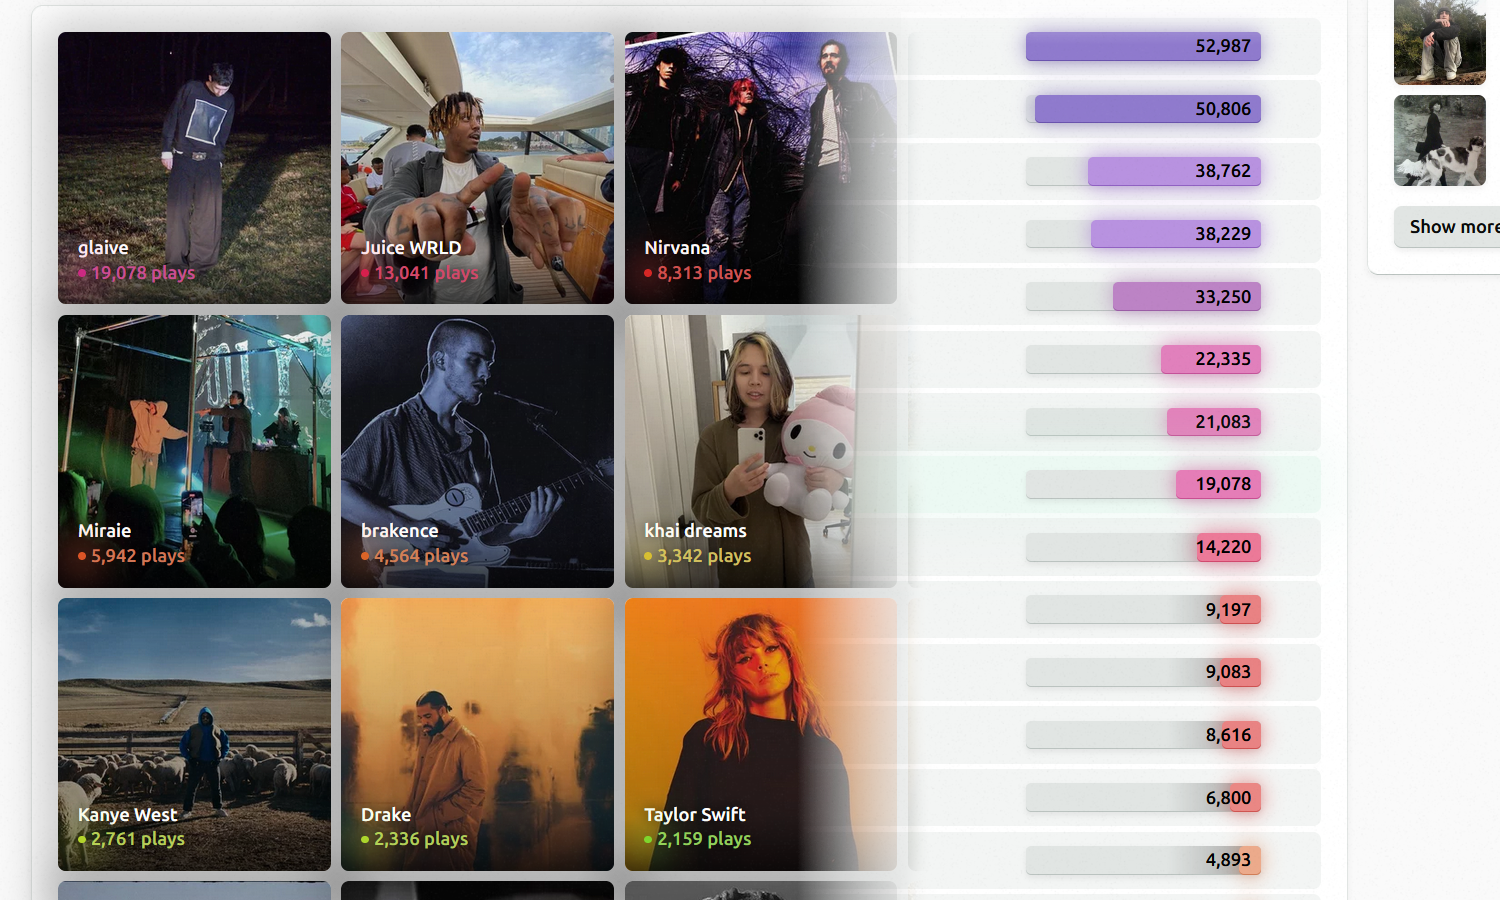 glaive
19,078 plays
Juice WRLD
13,041 plays
Nirvana
8,313 plays
Miraie
5,942 plays
brakence
4,564 plays
khai dreams
3,342 plays
Kanye West
2,761 plays
Drake
2,336 plays
Taylor Swift
2,159 plays
52,987
50,806
38,762
38,229
33,250
22,335
21,083
19,078
14,220
9,197
9,083
8,616
6,800
4,893
Show more